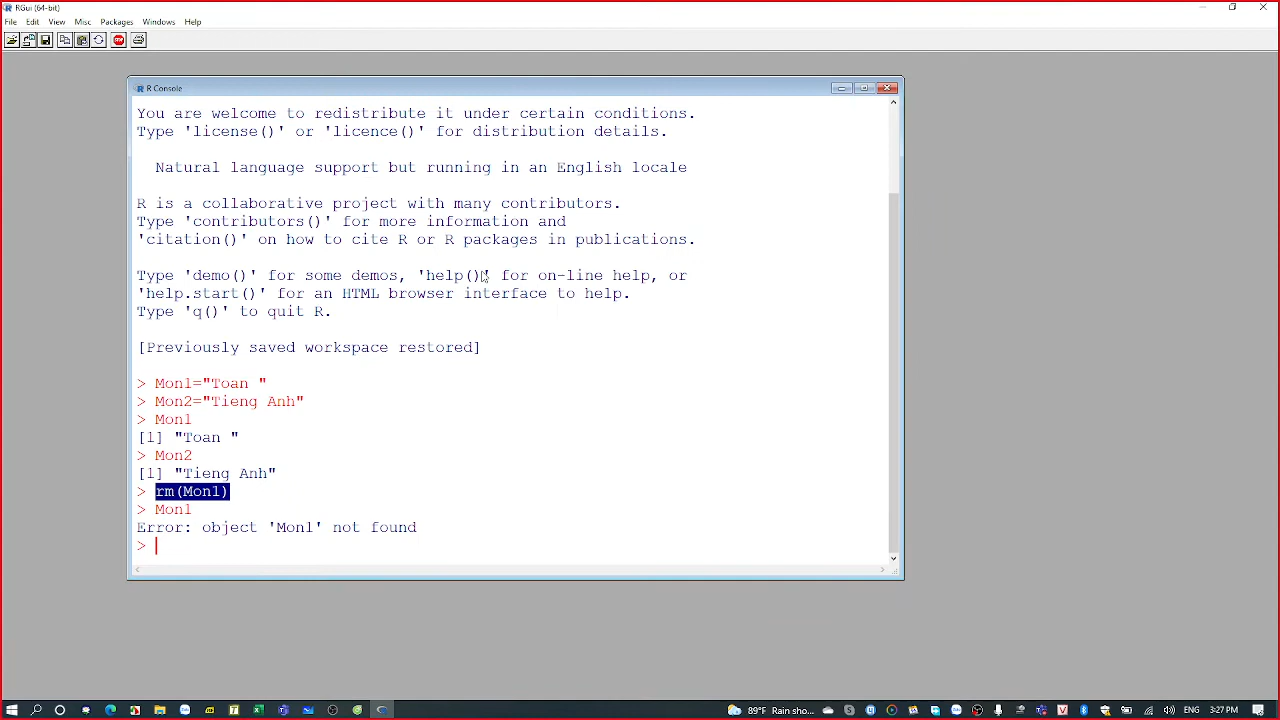 RGui (64-bit)
File Edit View Misc Packages Windows Help
STOP
R Console
You are welcome to redistribute it under certain conditions.
Type 'license()' or 'licence()' for distribution details.
Natural language support but running in an English locale
R is a collaborative project with many contributors.
Type 'contributors()' for more information and
'citation()' on how to cite R or R packages in publications.
Type 'demo()' for some demos, 'help()' for on-line help, or
'help.start()' for an HTML browser interface to help.
Type 'q()' to quit R.
[Previously saved workspace restored]
> Mon1="Toan "
> Mon2="Tieng Anh"
> Mon1
[1] "Toan "
> Mon2
[1] "Tieng Anh"
> rm(Mon1)
> Mon1
Error: object 'Mon1' not found
>
89°F Rain sho... ENG 3:27 PM